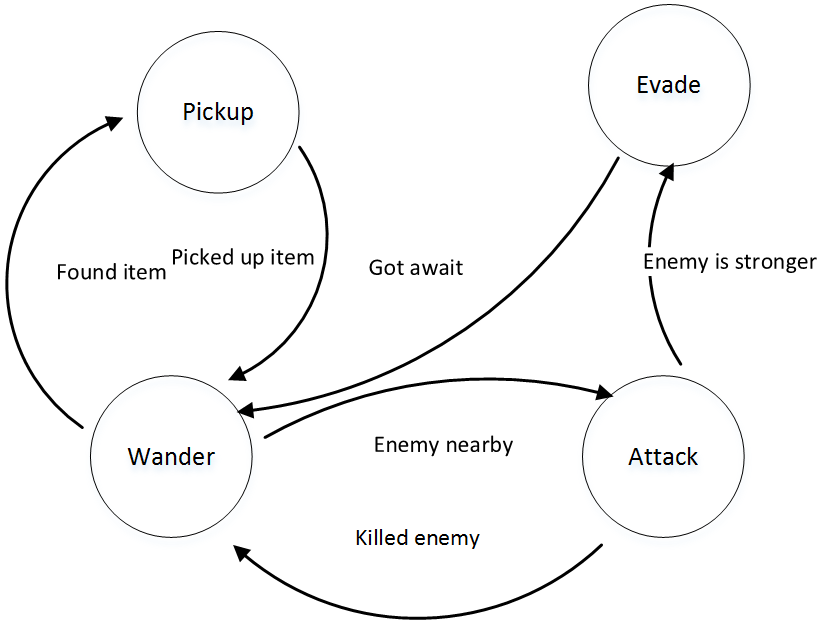 Pickup
Evade
Found item
Picked up item
Got await
Enemy is stronger
Wander
Enemy nearby
Attack
Killed enemy